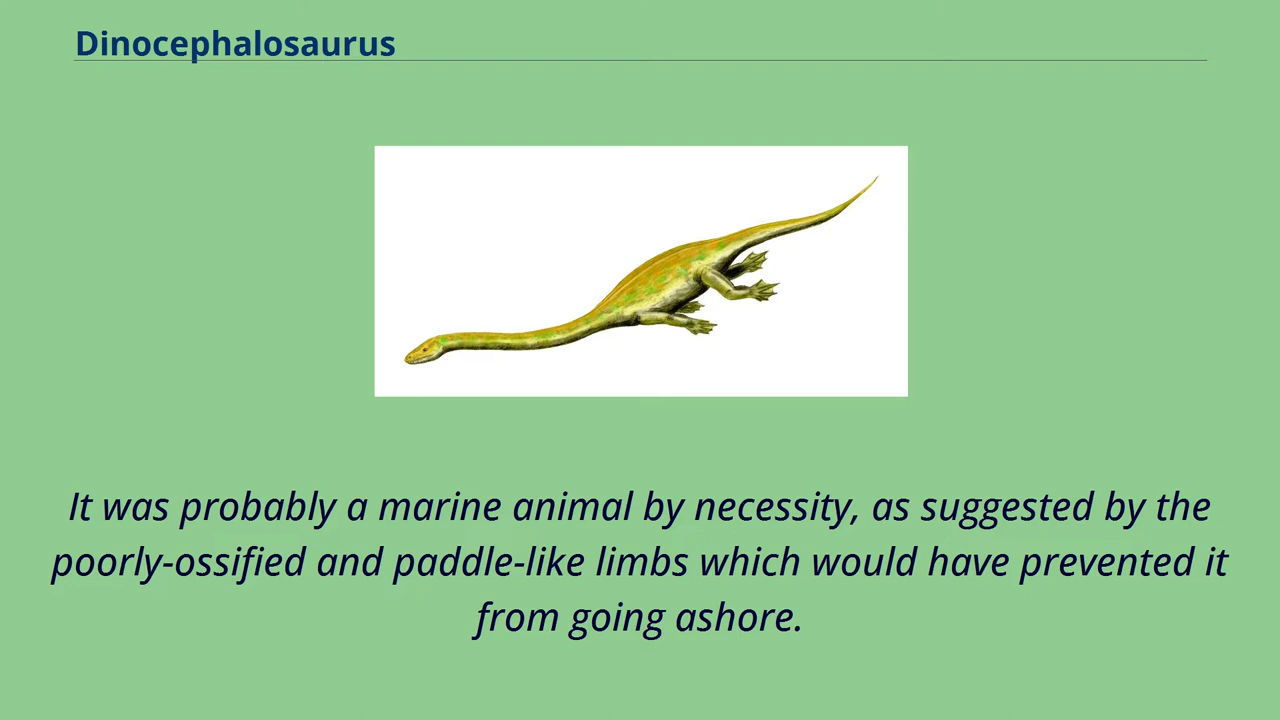 Dinocephalosaurus
It was probably a marine animal by necessity, as suggested by the
poorly-ossified and paddle-like limbs which would have prevented it
from going ashore.